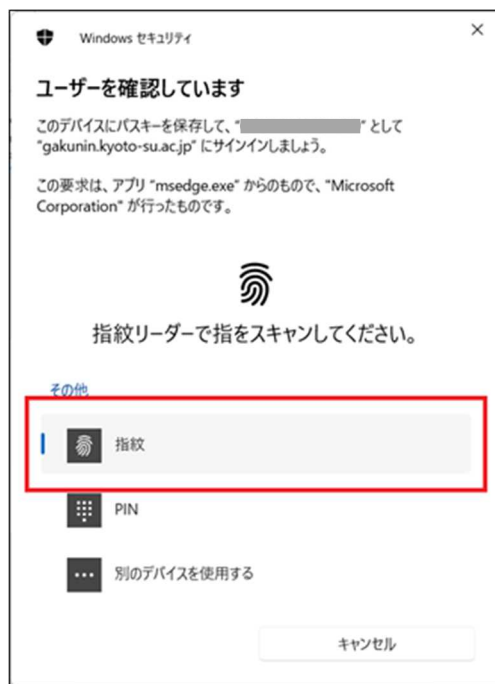 Windows セキュリティ
ユーザーを確認しています
このデバイスにパスキーを保存して、"" として
"gakunin.kyoto-su.ac.jp" にサインインしましょう。
この要求は、アプリ "msedge.exe" からのもので、"Microsoft
Corporation" が行ったものです。
指紋リーダーで指をスキャンしてください。
その他
指紋
PIN
別のデバイスを使用する
キャンセル